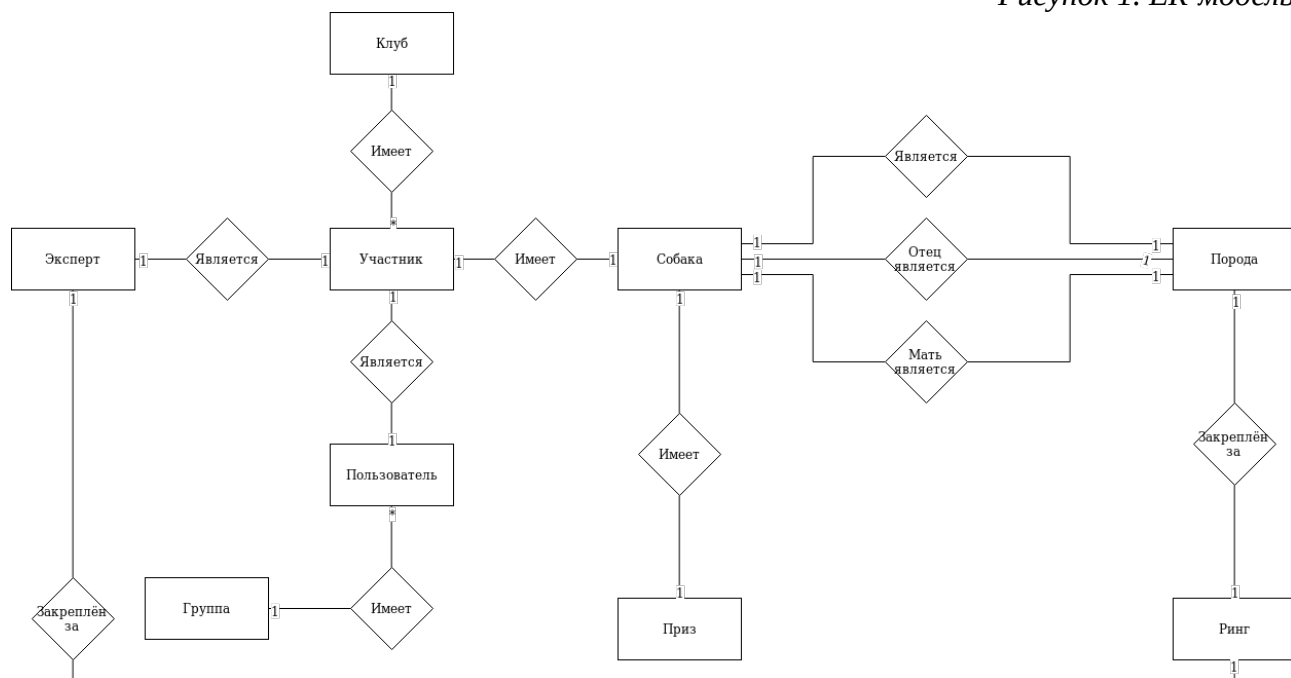 Рисунок 1. ER модель
Клуб
1
Имеет
*
Является
Эксперт
1
Является
1
Участник
1
Имеет
1
Собака
1
1
1
Отец
является
1
1
1
Порода
1
1
1
1
Является
Мать
является
1
Пользователь
*
Закреплён
за
Имеет
Группа
1
Имеет
Закреплён
за
1
Приз
1
Ринг
1